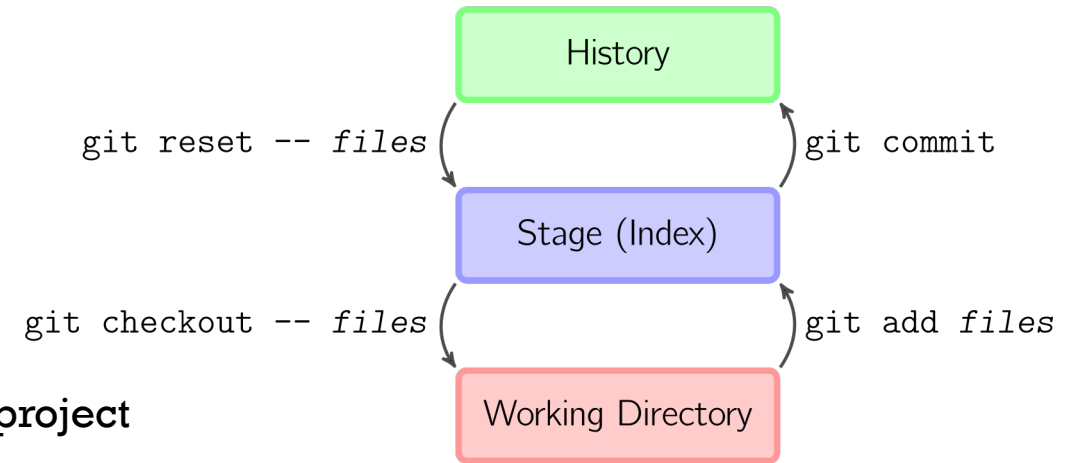 History
git reset -- files
git commit
Stage (Index)
git checkout -- files
git add files
project
Working Directory